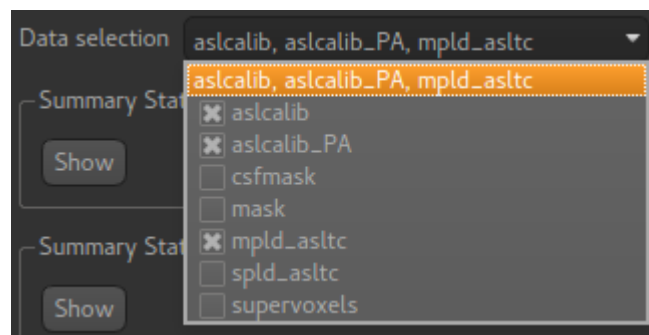 Data selection aslcalib, aslcalib_PA, mpld_asltc
aslcalib, aslcalib_PA, mpld_asltc
Summary Stat
aslcalib
aslcalib_PA
Show
csfmask
mask
Summary Stat
mpld_asltc
spld_asltc
Show
supervoxels